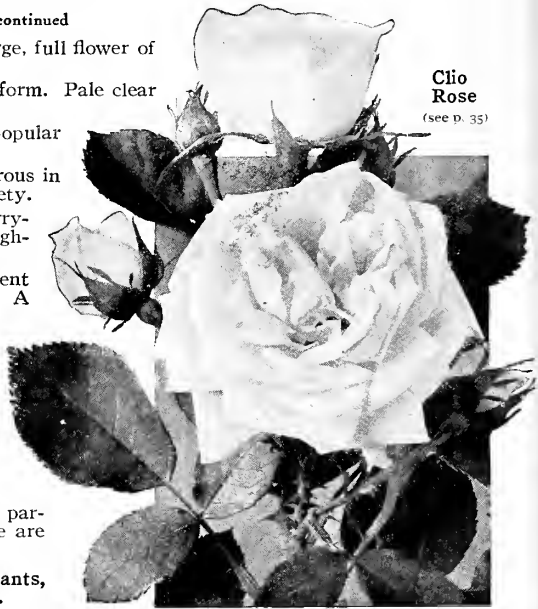 continued
rge, full flower of
form. Pale clear
opular
rous in
ety.
rry-
gh-
ent
A
par-
e are
ants,
Clio
Rose
(see p. 35)